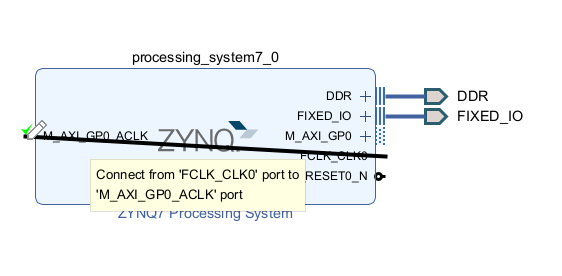 processing_system7_0
DDR
DDR
FIXED_IO
FIXED_IO
M_AXI_GP0_ACLK
ZYNQ
M_AXI_GP0
FCLK_CLK0
Connect from 'FCLK_CLK0' port to
'M_AXI_GP0_ACLK' port
RESET0_N
ZYNQ7 Processing System